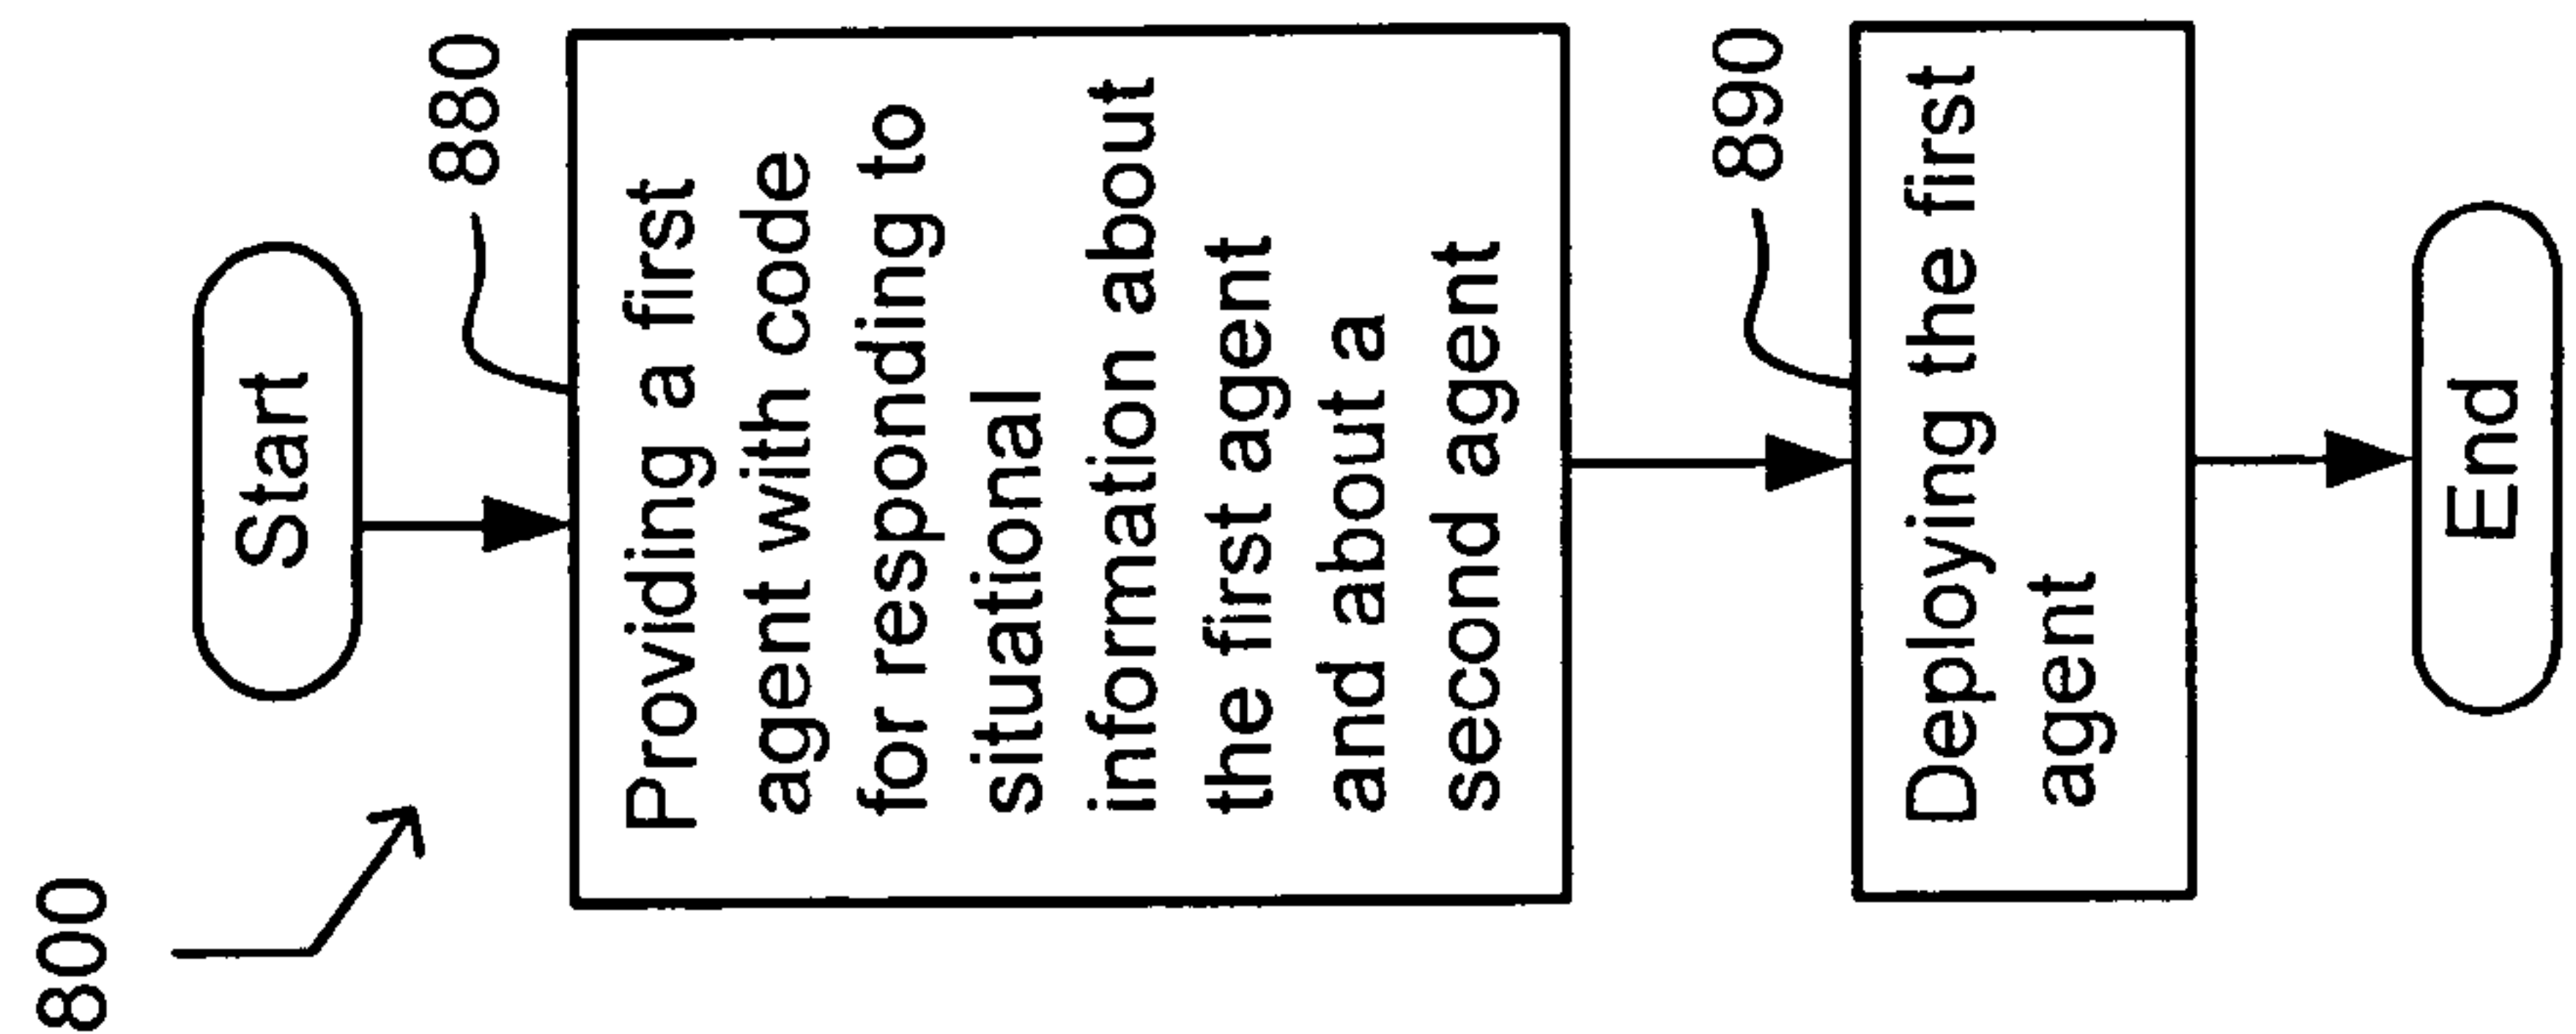 800
Start
880
Providing a first
agent with code
for responding to
situational
information about
the first agent
and about a
second agent
890
Deploying the first
agent
End